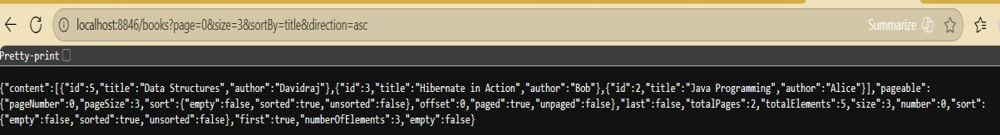 localhost:8846/books?page=0&size=3&sortBy=title&direction=asc
Summarize
Pretty-print
{"content":[{"id":5,"title":"Data Structures","author":"Davidraj"},{"id":3,"title":"Hibernate in Action","author":"Bob"},{"id":2,"title":"Java Programming","author":"Alice"}],"pageable":
{"pageNumber":0,"pageSize":3,"sort":{"empty":false,"sorted":true,"unsorted":false},"offset":0,"paged":true,"unpaged":false},"last":false,"totalPages":2,"totalElements":5,"size":3,"number":0,"sort":
{"empty":false,"sorted":true,"unsorted":false},"first":true,"numberOfElements":3,"empty":false}